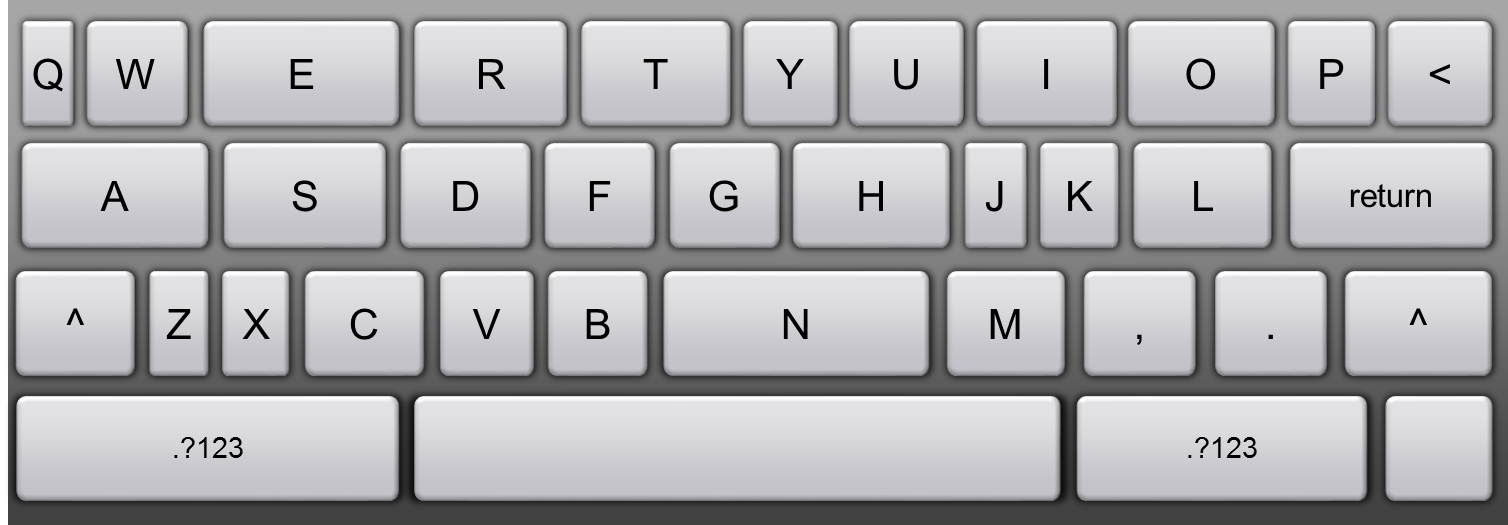 Q W E R T Y U I O P <
A S D F G H J K L return
^ Z X C V B N M , . ^
.?123 .?123